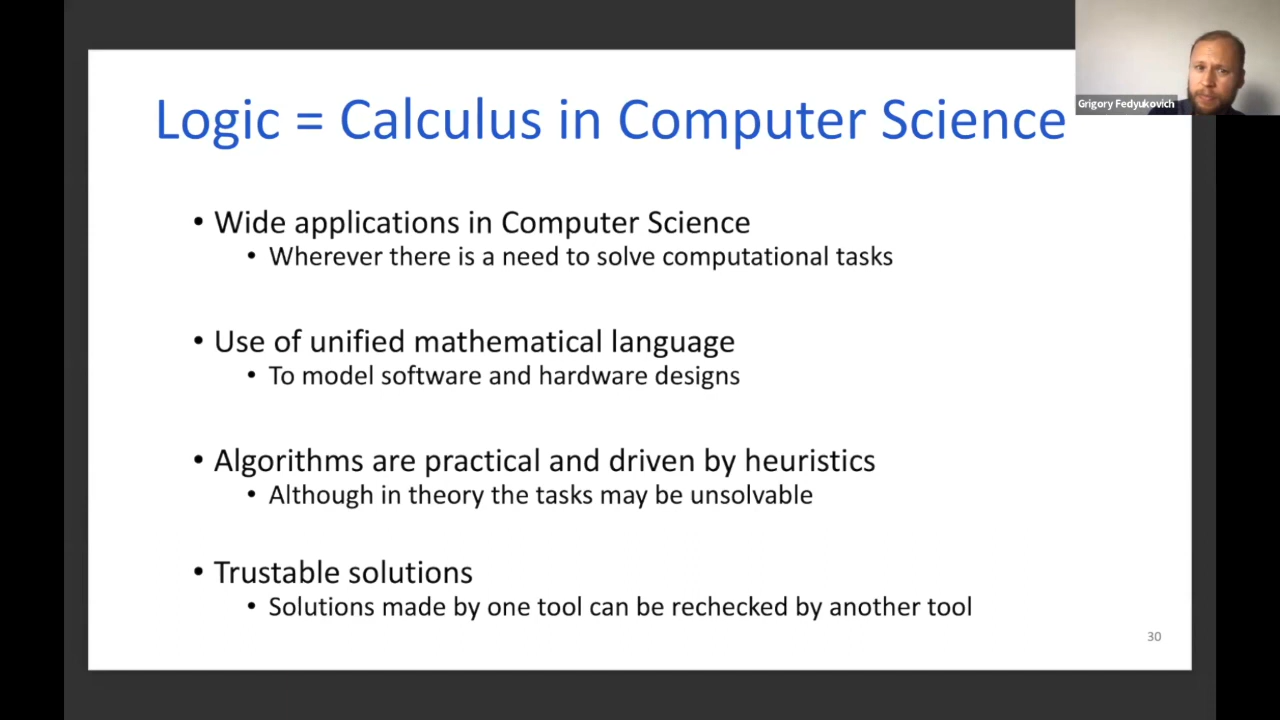 Grigory Fedyukovich
Logic = Calculus in Computer Science
• Wide applications in Computer Science
• Wherever there is a need to solve computational tasks
• Use of unified mathematical language
• To model software and hardware designs
• Algorithms are practical and driven by heuristics
• Although in theory the tasks may be unsolvable
• Trustable solutions
• Solutions made by one tool can be rechecked by another tool
30